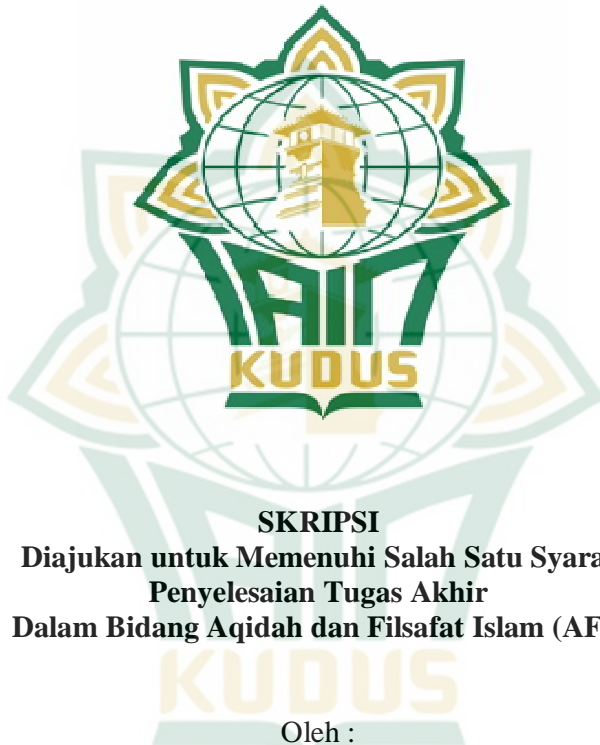 IAIN
KUDUS
SKRIPSI
Diajukan untuk Memenuhi Salah Satu Syara
Penyelesaian Tugas Akhir
Dalam Bidang Aqidah dan Filsafat Islam (AF
Oleh :